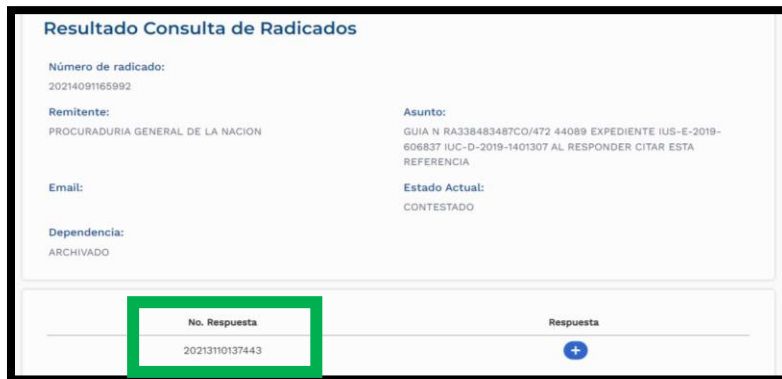 Resultado Consulta de Radicados
Número de radicado:
20214091165992
Remitente:
PROCURADURIA GENERAL DE LA NACION
Asunto:
GUIA N RA338483487CO/472 44089 EXPEDIENTE IUS-E-2019-
606837 IUC-D-2019-1401307 AL RESPONDER CITAR ESTA
REFERENCIA
Email:
Estado Actual:
CONTESTADO
Dependencia:
ARCHIVADO
No. Respuesta
Respuesta
20213110137443